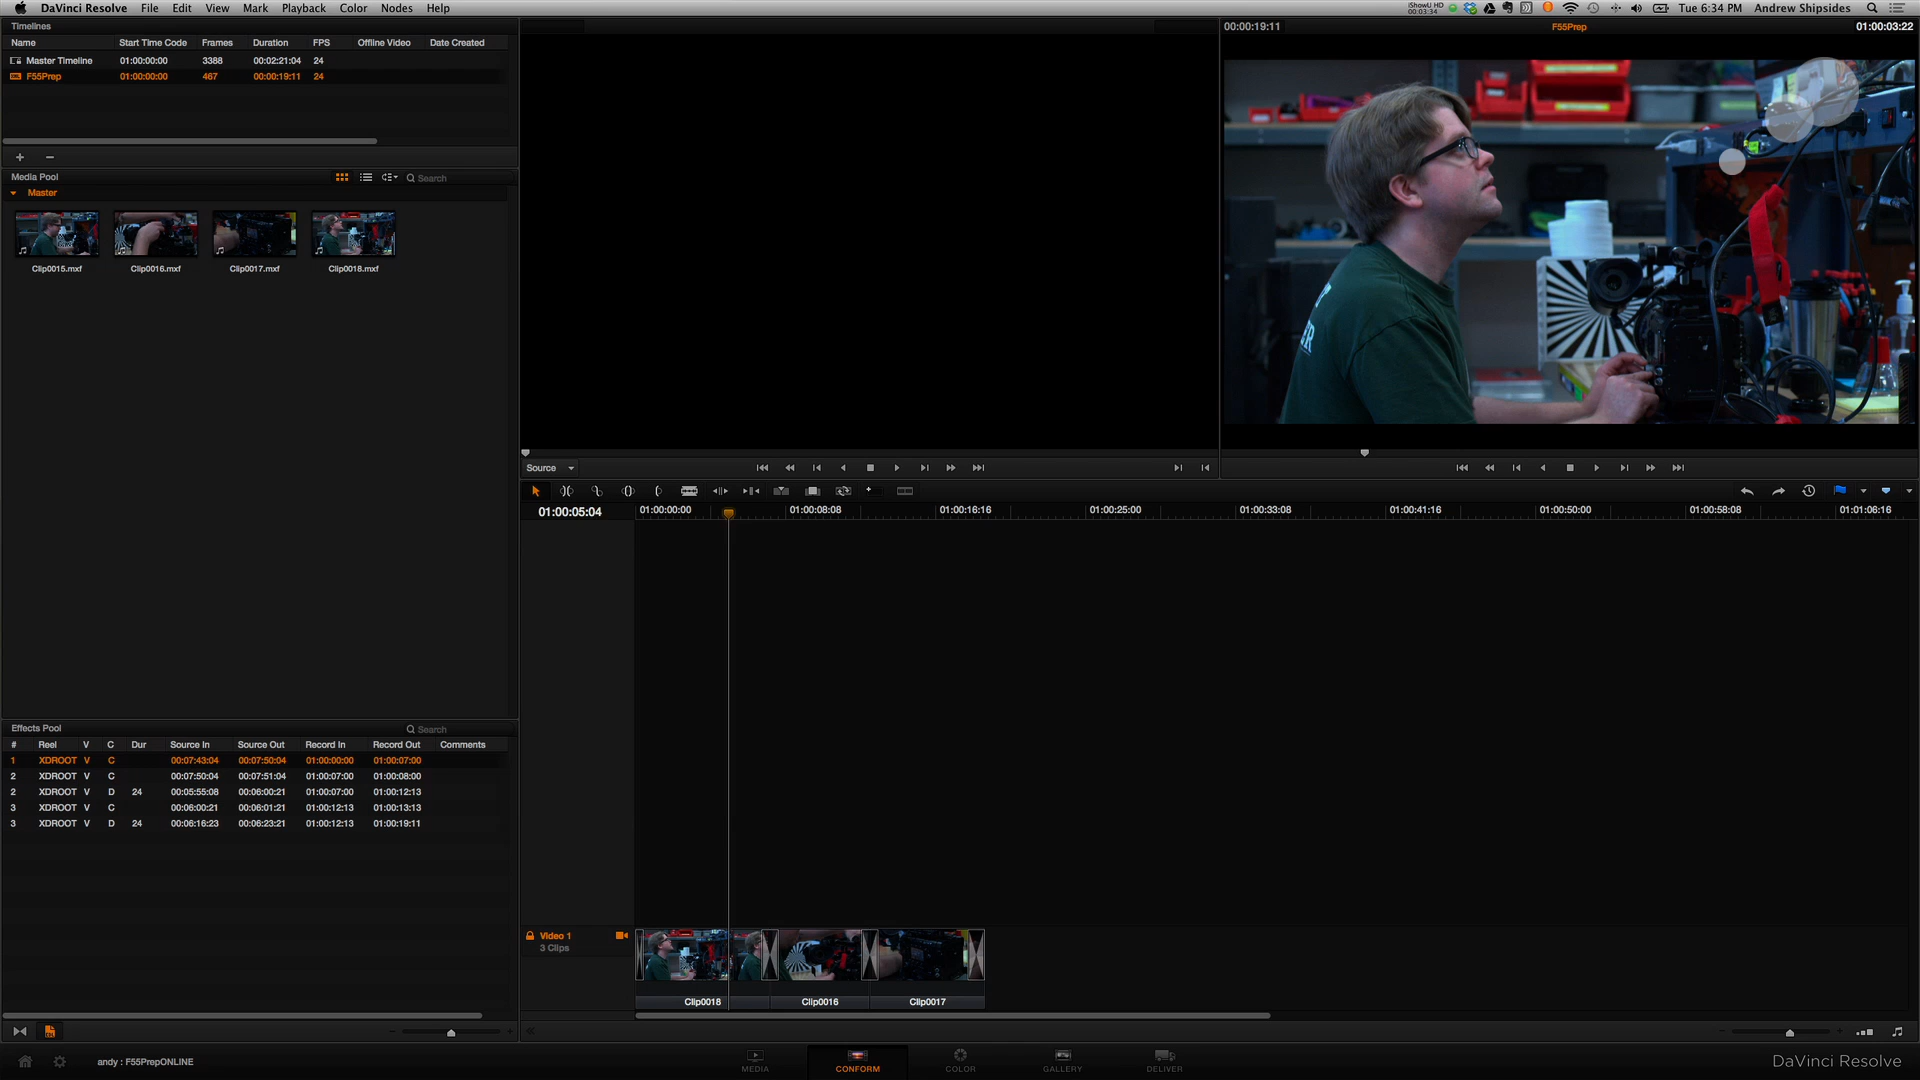 DaVinci Resolve File Edit View Mark Playback Color Nodes Help iShowU HD 00:03:34 Tue 6:34 PM Andrew Shipsides
Timelines 00:00:19:11 F55Prep 01:00:03:22
Name Start Time Code Frames Duration FPS Offline Video Date Created
Master Timeline 01:00:00:00 3388 00:02:21:04 24
F55Prep 01:00:00:00 467 00:00:19:11 24
Media Pool Search
Master
Clip0015.mxf Clip0016.mxf Clip0017.mxf Clip0018.mxf
Source
01:00:05:04 01:00:00:00 01:00:08:08 01:00:16:16 01:00:25:00 01:00:33:08 01:00:41:16 01:00:50:00 01:00:58:08 01:01:06:16
Effects Pool Search
# Reel V C Dur Source In Source Out Record In Record Out Comments
1 XDROOT V C 00:07:43:04 00:07:50:04 01:00:00:00 01:00:07:00
2 XDROOT V C 00:07:50:04 00:07:51:04 01:00:07:00 01:00:08:00
2 XDROOT V D 24 00:05:55:08 00:06:00:21 01:00:07:00 01:00:12:13
3 XDROOT V C 00:06:00:21 00:06:01:21 01:00:12:13 01:00:13:13
3 XDROOT V D 24 00:06:16:23 00:06:23:21 01:00:12:13 01:00:19:11
Video 1
3 Clips
Clip0018 Clip0016 Clip0017
andy : F55PrepONLINE MEDIA CONFORM COLOR GALLERY DELIVER DaVinci Resolve